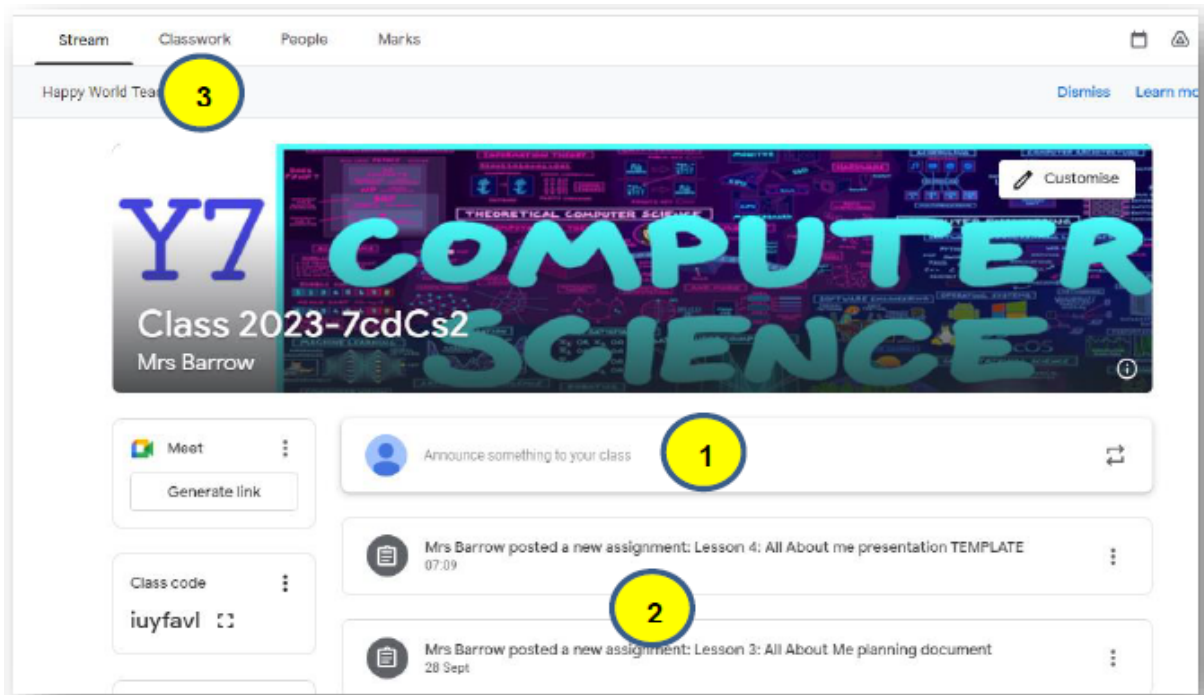 Stream Classwork People Marks
Happy World Tea
3
Dismiss Learn mo
Customise
Y7
COMPUTER
SCIENCE
THEORETICAL COMPUTER SCIENCE
Class 2023-7cdCs2
Mrs Barrow
Meet
Generate link
Announce something to your class
1
Mrs Barrow posted a new assignment: Lesson 4: All About me presentation TEMPLATE
07:09
Class code
iuyfavl
2
Mrs Barrow posted a new assignment: Lesson 3: All About Me planning document
28 Sept